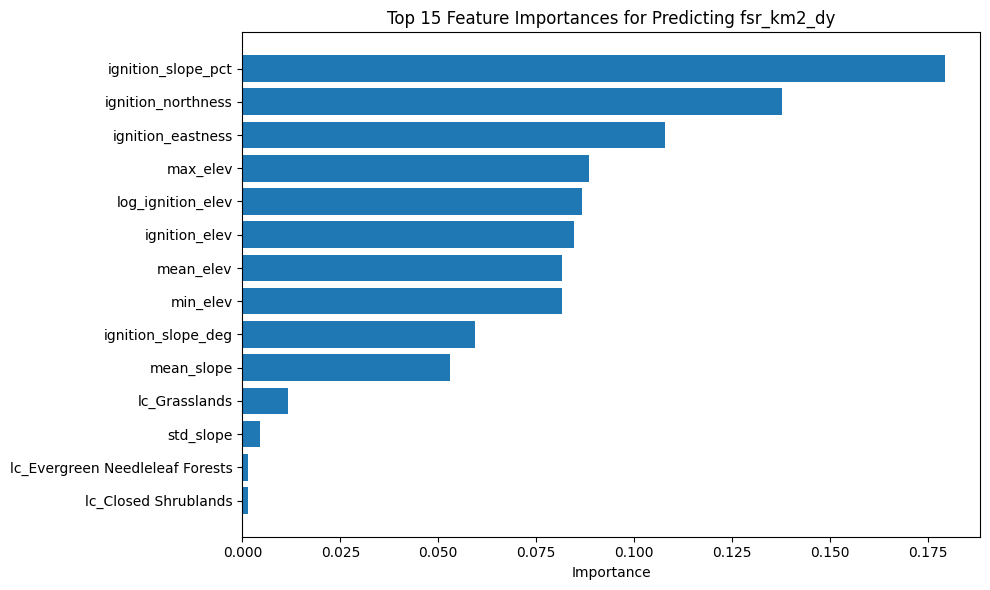 Top 15 Feature Importances for Predicting fsr_km2_dy
ignition_slope_pct
ignition_northness
ignition_eastness
max_elev
log_ignition_elev
ignition_elev
mean_elev
min_elev
ignition_slope_deg
mean_slope
lc_Grasslands
std_slope
lc_Evergreen Needleleaf Forests
lc_Closed Shrublands
0.000 0.025 0.050 0.075 0.100 0.125 0.150 0.175
Importance